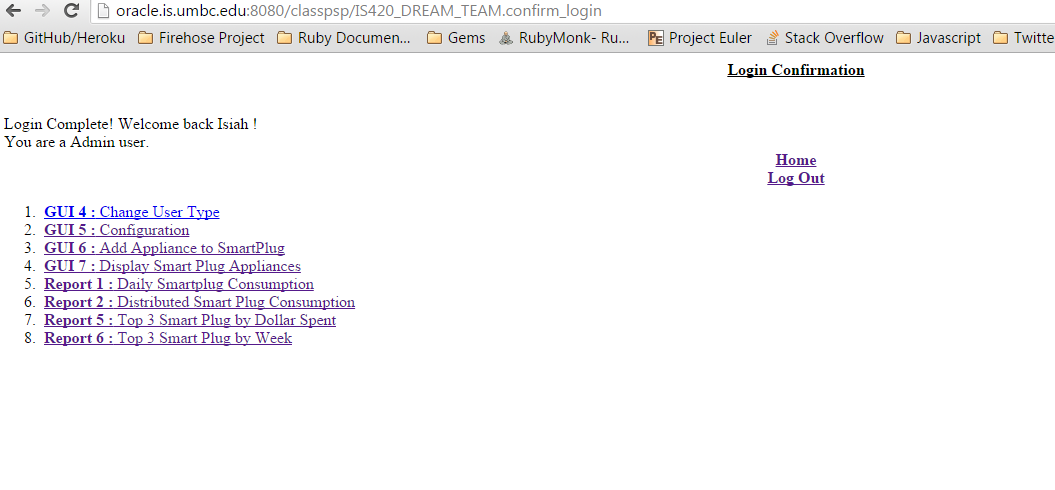 oracle.is.umbc.edu:8080/classpsp/IS420_DREAM_TEAM.confirm_login
GitHub/Heroku Firehose Project Ruby Documen... Gems RubyMonk- Ru... PE Project Euler Stack Overflow Javascript Twitte
Login Confirmation
Login Complete! Welcome back Isiah !
You are a Admin user.
Home
Log Out
1. GUI 4 : Change User Type
2. GUI 5 : Configuration
3. GUI 6 : Add Appliance to SmartPlug
4. GUI 7 : Display Smart Plug Appliances
5. Report 1 : Daily Smartplug Consumption
6. Report 2 : Distributed Smart Plug Consumption
7. Report 5 : Top 3 Smart Plug by Dollar Spent
8. Report 6 : Top 3 Smart Plug by Week